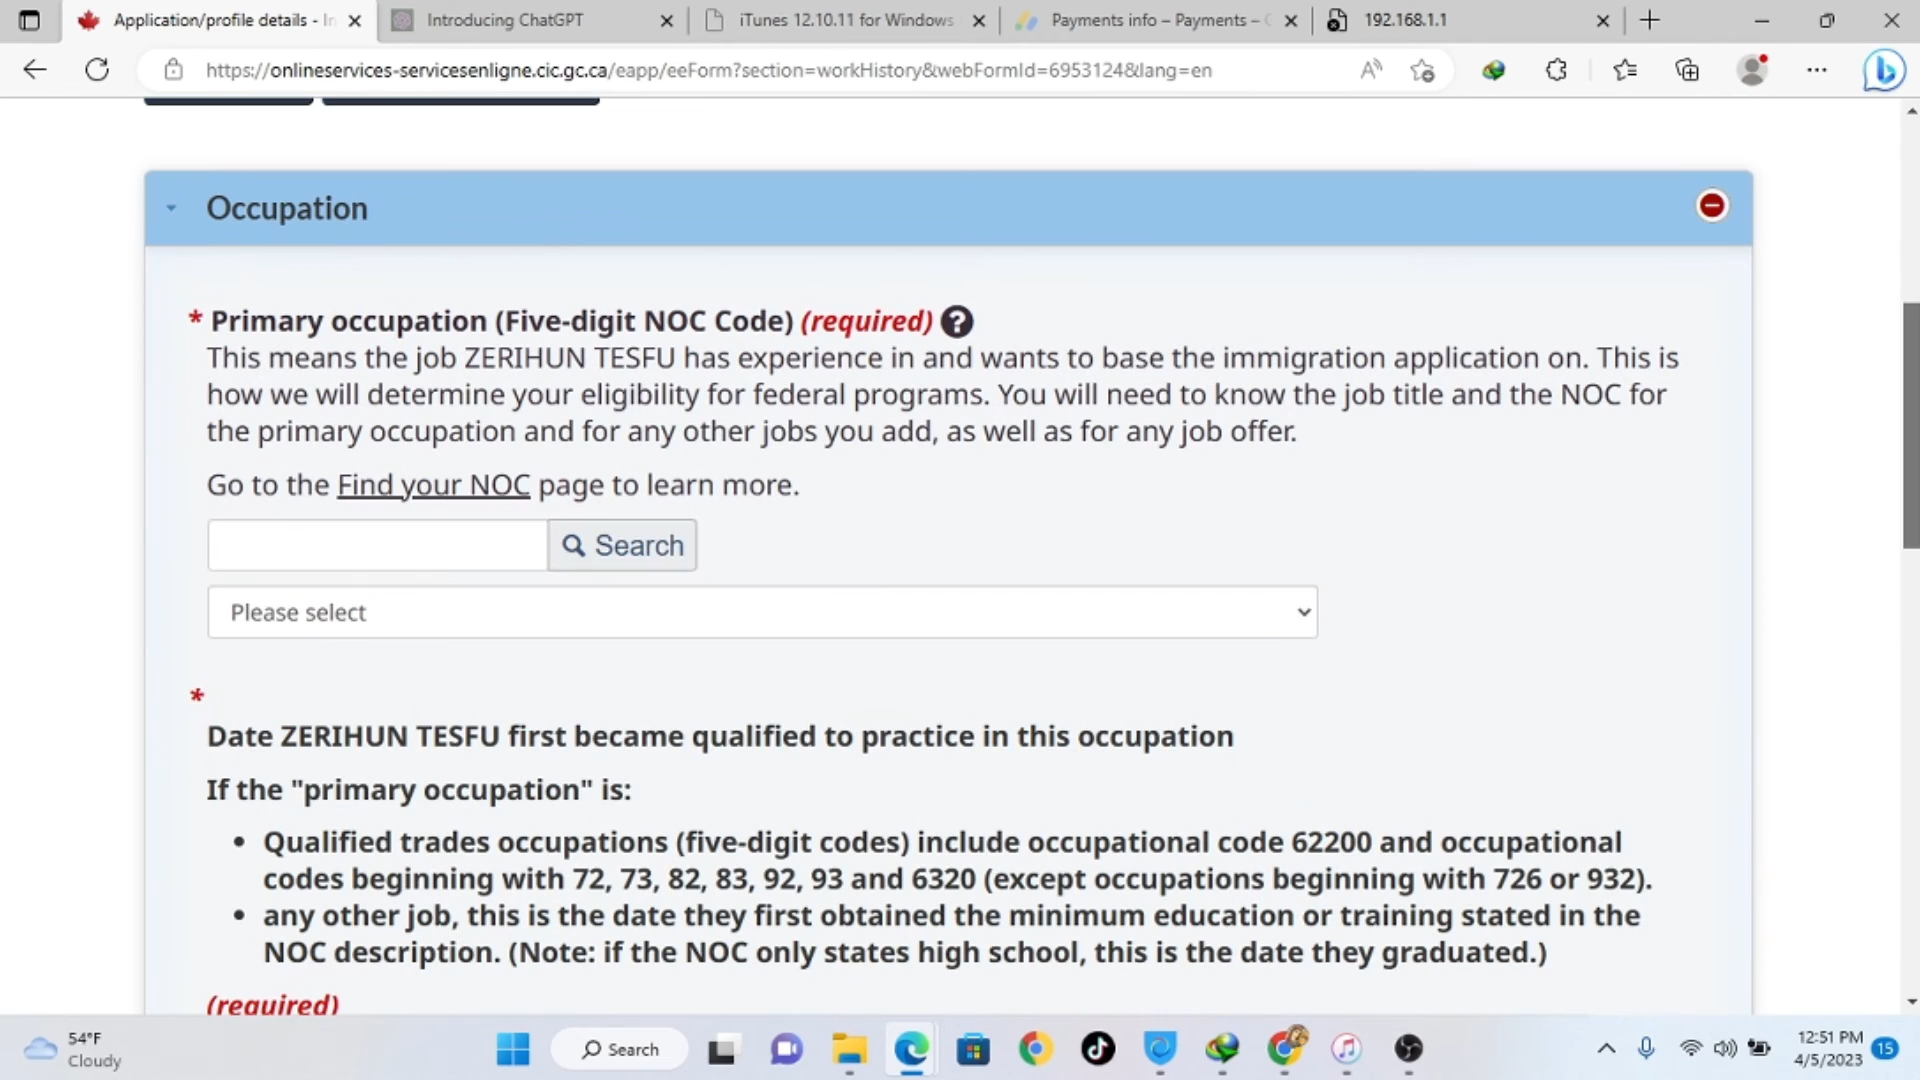 Application/profile details - In
Introducing ChatGPT
iTunes 12.10.11 for Windows
Payments info – Payments –
192.168.1.1
https://onlineservices-servicesenligne.cic.gc.ca/eapp/eeForm?section=workHistory&webFormId=6953124&lang=en
Occupation
* Primary occupation (Five-digit NOC Code) (required) ?
This means the job ZERIHUN TESFU has experience in and wants to base the immigration application on. This is
how we will determine your eligibility for federal programs. You will need to know the job title and the NOC for
the primary occupation and for any other jobs you add, as well as for any job offer.
Go to the Find your NOC page to learn more.
Search
Please select
*
Date ZERIHUN TESFU first became qualified to practice in this occupation
If the "primary occupation" is:
• Qualified trades occupations (five-digit codes) include occupational code 62200 and occupational
codes beginning with 72, 73, 82, 83, 92, 93 and 6320 (except occupations beginning with 726 or 932).
• any other job, this is the date they first obtained the minimum education or training stated in the
NOC description. (Note: if the NOC only states high school, this is the date they graduated.)
(required)
54°F
Cloudy
Search
12:51 PM
4/5/2023
15